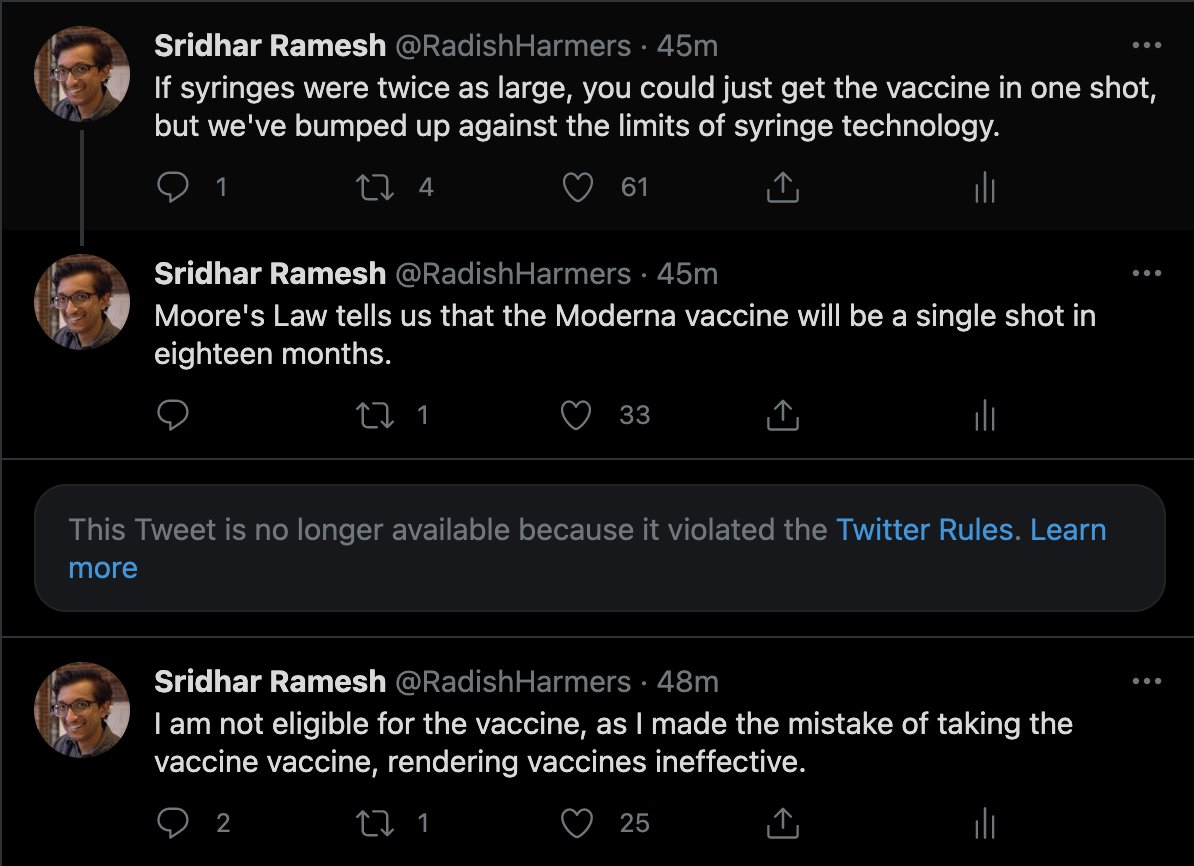 Sridhar Ramesh @RadishHarmers · 45m
If syringes were twice as large, you could just get the vaccine in one shot,
but we've bumped up against the limits of syringe technology.
1 4 61
Sridhar Ramesh @RadishHarmers · 45m
Moore's Law tells us that the Moderna vaccine will be a single shot in
eighteen months.
1 33
This Tweet is no longer available because it violated the Twitter Rules. Learn
more
Sridhar Ramesh @RadishHarmers · 48m
I am not eligible for the vaccine, as I made the mistake of taking the
vaccine vaccine, rendering vaccines ineffective.
2 1 25